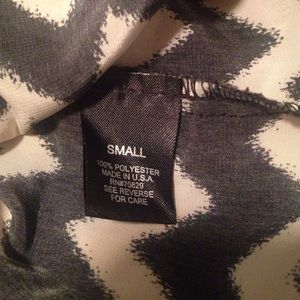 SMALL
100% POLYESTER
MADE IN U.S.A.
RN#70829
SEE REVERSE
FOR CARE